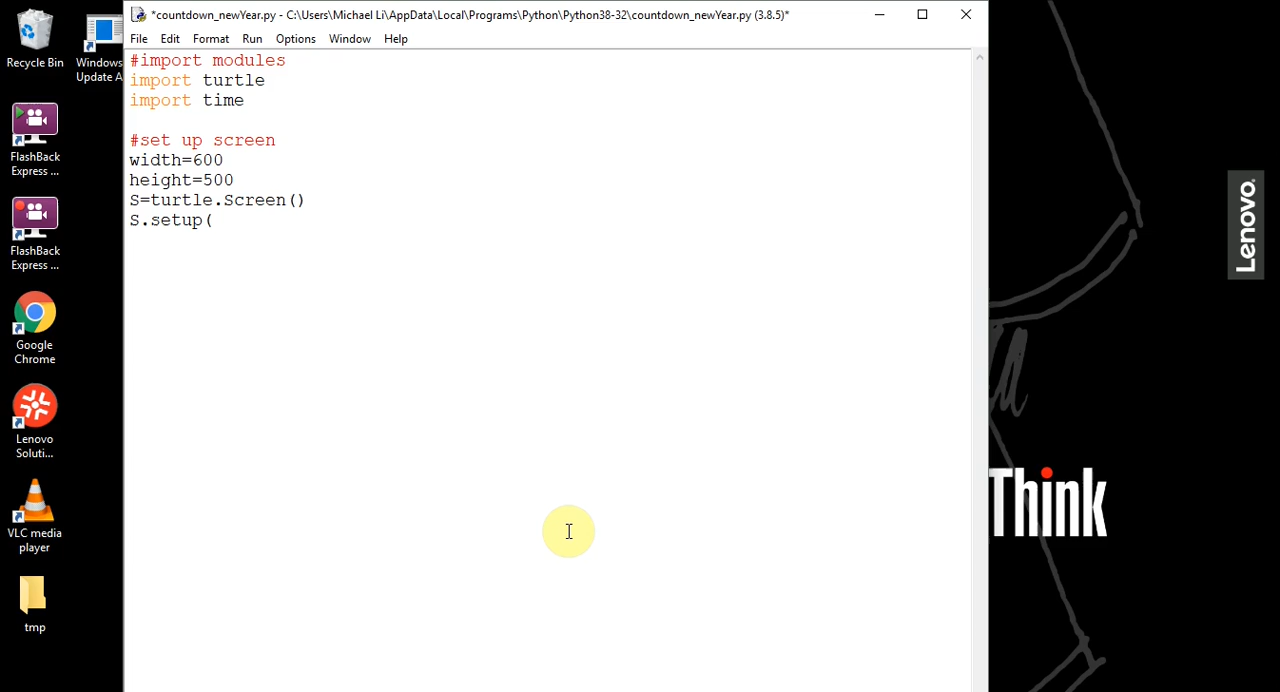 *countdown_newYear.py - C:\Users\Michael Li\AppData\Local\Programs\Python\Python38-32\countdown_newYear.py (3.8.5)*
File Edit Format Run Options Window Help
#import modules
import turtle
import time
#set up screen
width=600
height=500
S=turtle.Screen()
S.setup(
Recycle Bin
Windows
Update A
FlashBack
Express ...
FlashBack
Express ...
Google
Chrome
Lenovo
Soluti...
VLC media
player
tmp
Lenovo
Think